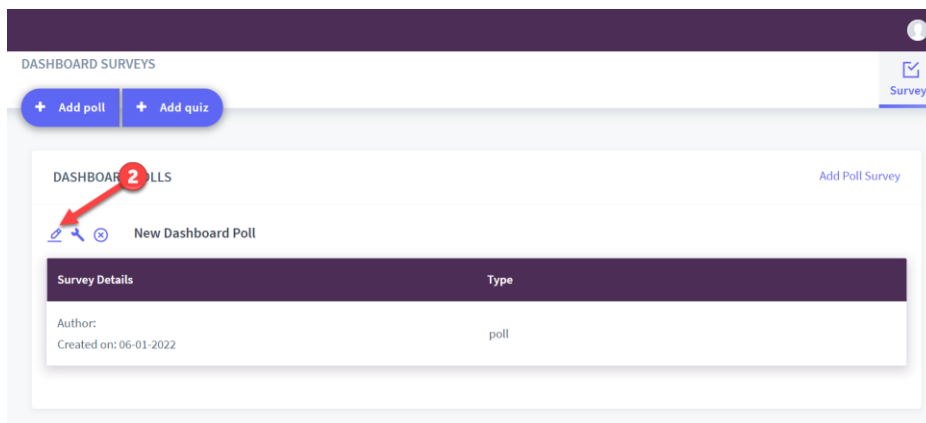 DASHBOARD SURVEYS
Survey
+ Add poll + Add quiz
DASHBOAR 2 LLS
Add Poll Survey
New Dashboard Poll
Survey Details Type
Author:
poll
Created on: 06-01-2022